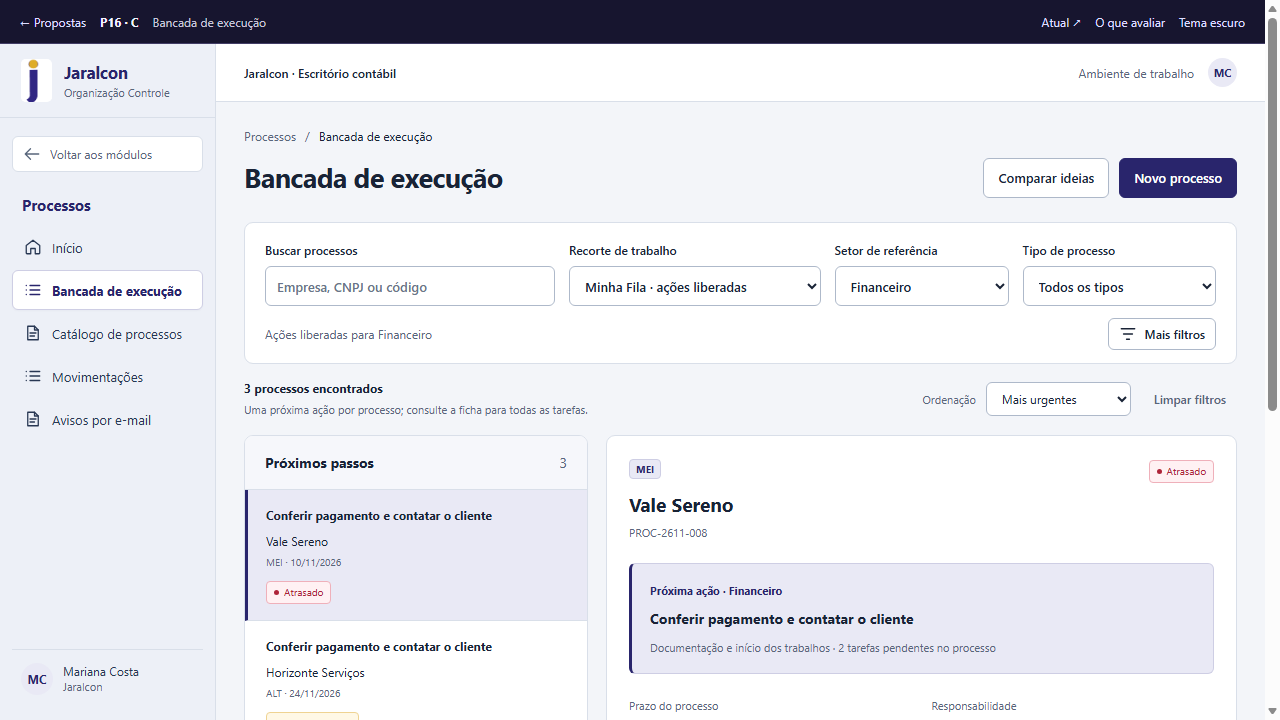 ← Propostas P16 · C Bancada de execução Atual ↗ O que avaliar Tema escuro
Jaralcon
Organização Controle
Jaralcon · Escritório contábil
Ambiente de trabalho MC
Voltar aos módulos
Processos
Início
Bancada de execução
Catálogo de processos
Movimentações
Avisos por e-mail
MC
Mariana Costa
Jaralcon
Processos / Bancada de execução
Bancada de execução
Comparar ideias
Novo processo
Buscar processos
Empresa, CNPJ ou código
Recorte de trabalho
Minha Fila · ações liberadas
Setor de referência
Financeiro
Tipo de processo
Todos os tipos
Ações liberadas para Financeiro
Mais filtros
3 processos encontrados
Uma próxima ação por processo; consulte a ficha para todas as tarefas.
Ordenação
Mais urgentes
Limpar filtros
Próximos passos 3
Conferir pagamento e contatar o cliente
Vale Sereno
MEI · 10/11/2026
Atrasado
Conferir pagamento e contatar o cliente
Horizonte Serviços
ALT · 24/11/2026
MEI
Atrasado
Vale Sereno
PROC-2611-008
Próxima ação · Financeiro
Conferir pagamento e contatar o cliente
Documentação e início dos trabalhos · 2 tarefas pendentes no processo
Prazo do processo
Responsabilidade